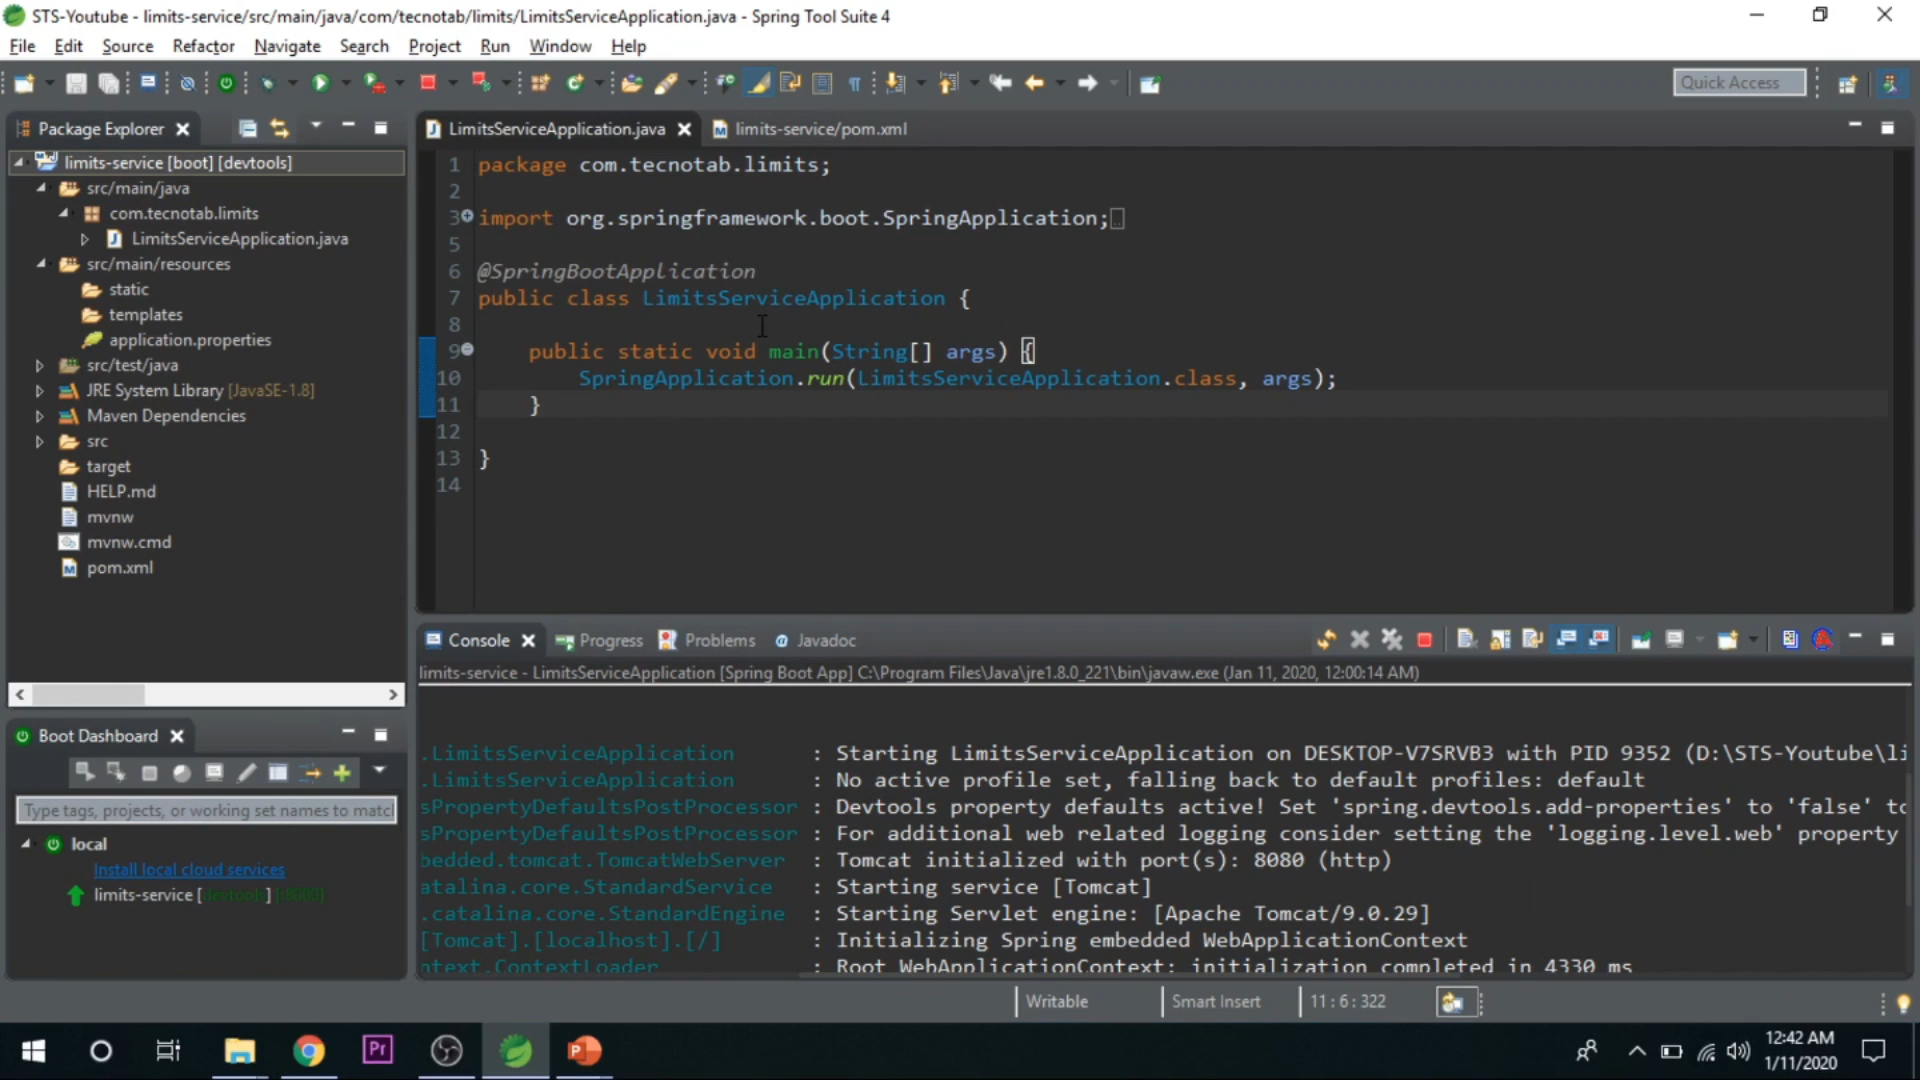 STS-Youtube - limits-service/src/main/java/com/tecnotab/limits/LimitsServiceApplication.java - Spring Tool Suite 4
File Edit Source Refactor Navigate Search Project Run Window Help
Quick Access
Package Explorer
limits-service [boot] [devtools]
src/main/java
com.tecnotab.limits
LimitsServiceApplication.java
src/main/resources
static
templates
application.properties
src/test/java
JRE System Library [JavaSE-1.8]
Maven Dependencies
src
target
HELP.md
mvnw
mvnw.cmd
pom.xml
LimitsServiceApplication.java
limits-service/pom.xml
1 package com.tecnotab.limits;
2
3 import org.springframework.boot.SpringApplication;
5
6 @SpringBootApplication
7 public class LimitsServiceApplication {
8
9 public static void main(String[] args) {
10 SpringApplication.run(LimitsServiceApplication.class, args);
11 }
12
13 }
14
Boot Dashboard
Type tags, projects, or working set names to match
local
Install local cloud services
limits-service [devtools]
Console Progress Problems Javadoc
limits-service - LimitsServiceApplication [Spring Boot App] C:\Program Files\Java\jre1.8.0_221\bin\javaw.exe (Jan 11, 2020, 12:00:14 AM)
.LimitsServiceApplication : Starting LimitsServiceApplication on DESKTOP-V7SRVB3 with PID 9352 (D:\STS-Youtube\li
.LimitsServiceApplication : No active profile set, falling back to default profiles: default
sPropertyDefaultsPostProcessor : Devtools property defaults active! Set 'spring.devtools.add-properties' to 'false' to
sPropertyDefaultsPostProcessor : For additional web related logging consider setting the 'logging.level.web' property
bedded.tomcat.TomcatWebServer : Tomcat initialized with port(s): 8080 (http)
atalina.core.StandardService : Starting service [Tomcat]
.catalina.core.StandardEngine : Starting Servlet engine: [Apache Tomcat/9.0.29]
[Tomcat].[localhost].[/] : Initializing Spring embedded WebApplicationContext
ntext.ContextLoader : Root WebApplicationContext: initialization completed in 4330 ms
Writable
Smart Insert
11 : 6 : 322
Pr
P
12:42 AM
1/11/2020